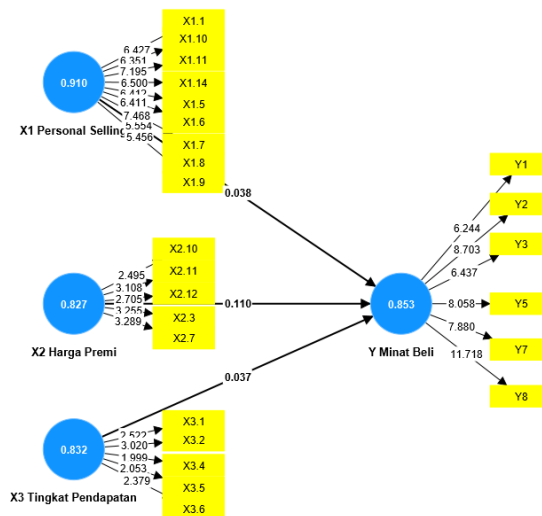 X1.1
X1.10
X1.11
X1.14
X1.5
X1.6
X1.7
X1.8
X1.9
6.427
6.351
7.195
6.500
6.412
6.411
7.468
5.554
5.456
0.910
X1 Personal Selling
0.038
X2.10
X2.11
X2.12
X2.3
X2.7
2.495
3.108
2.705
3.255
3.289
0.827
X2 Harga Premi
0.110
X3.1
X3.2
X3.4
X3.5
X3.6
2.522
3.020
1.999
2.053
2.379
0.832
X3 Tingkat Pendapatan
0.037
0.853
Y Minat Beli
6.244
8.703
6.437
8.058
7.880
11.718
Y1
Y2
Y3
Y5
Y7
Y8